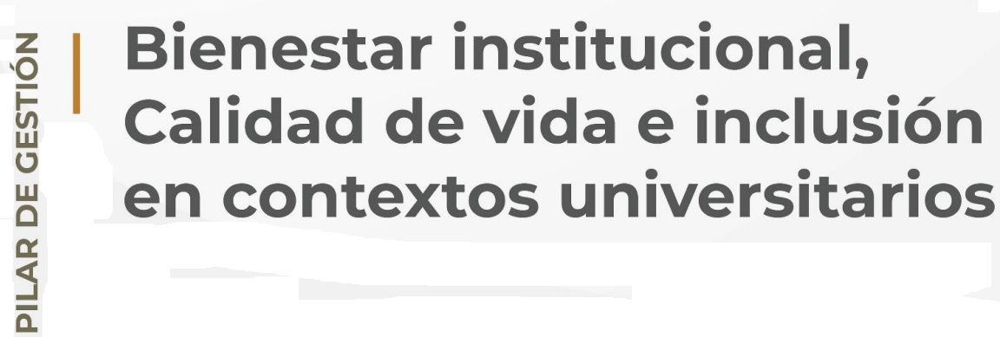 PILAR DE GESTIÓN
Bienestar institucional,
Calidad de vida e inclusión
en contextos universitarios